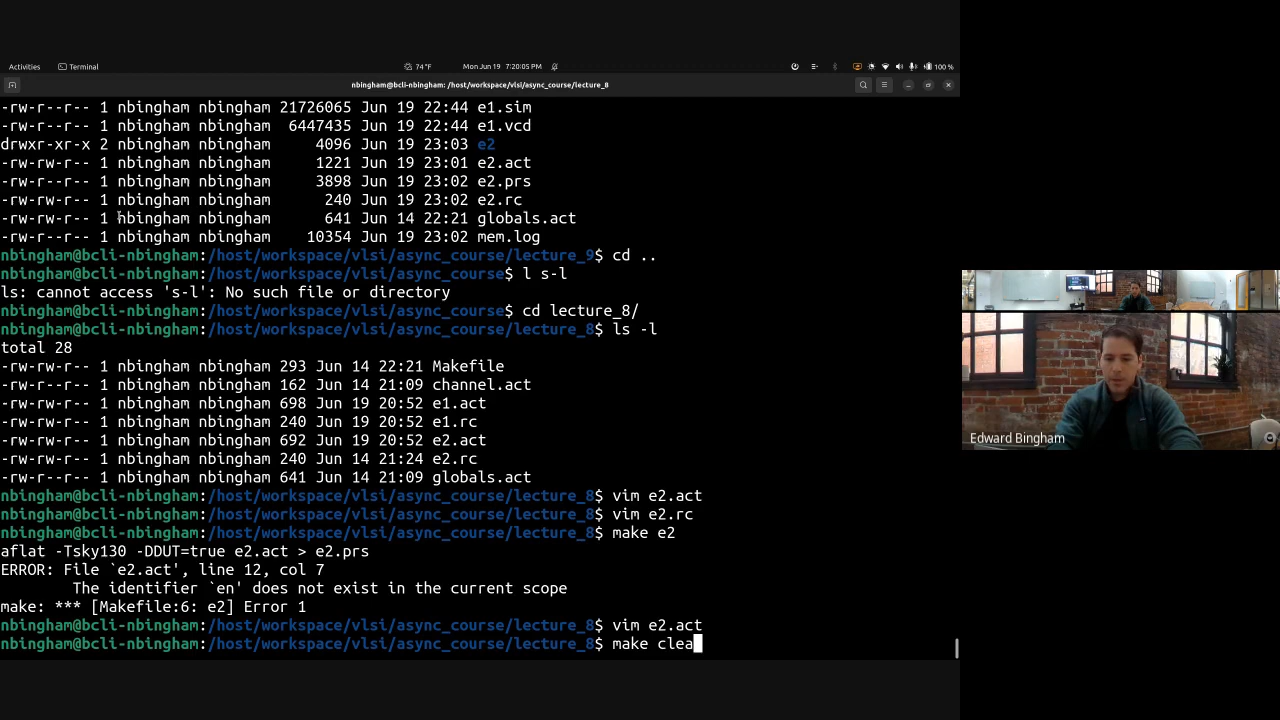 Activities Terminal 74 °F Mon Jun 19 7:20:05 PM 100 %
nbingham@bcli-nbingham: /host/workspace/vlsi/async_course/lecture_8
-rw-r--r-- 1 nbingham nbingham 21726065 Jun 19 22:44 e1.sim
-rw-r--r-- 1 nbingham nbingham 6447435 Jun 19 22:44 e1.vcd
drwxr-xr-x 2 nbingham nbingham 4096 Jun 19 23:03 e2
-rw-rw-r-- 1 nbingham nbingham 1221 Jun 19 23:01 e2.act
-rw-rw-r-- 1 nbingham nbingham 3898 Jun 19 23:02 e2.prs
-rw-rw-r-- 1 nbingham nbingham 240 Jun 19 23:02 e2.rc
-rw-rw-r-- 1 nbingham nbingham 641 Jun 14 22:21 globals.act
-rw-rw-r-- 1 nbingham nbingham 10354 Jun 19 23:02 mem.log
nbingham@bcli-nbingham:/host/workspace/vlsi/async_course/lecture_9$ cd ..
nbingham@bcli-nbingham:/host/workspace/vlsi/async_course$ l s-l
ls: cannot access 's-l': No such file or directory
nbingham@bcli-nbingham:/host/workspace/vlsi/async_course$ cd lecture_8/
nbingham@bcli-nbingham:/host/workspace/vlsi/async_course/lecture_8$ ls -l
total 28
-rw-rw-r-- 1 nbingham nbingham 293 Jun 14 22:21 Makefile
-rw-rw-r-- 1 nbingham nbingham 162 Jun 14 21:09 channel.act
-rw-rw-r-- 1 nbingham nbingham 698 Jun 19 20:52 e1.act
-rw-rw-r-- 1 nbingham nbingham 240 Jun 19 20:52 e1.rc
-rw-rw-r-- 1 nbingham nbingham 692 Jun 19 20:52 e2.act
-rw-rw-r-- 1 nbingham nbingham 240 Jun 14 21:24 e2.rc
-rw-rw-r-- 1 nbingham nbingham 641 Jun 14 21:09 globals.act
nbingham@bcli-nbingham:/host/workspace/vlsi/async_course/lecture_8$ vim e2.act
nbingham@bcli-nbingham:/host/workspace/vlsi/async_course/lecture_8$ vim e2.rc
nbingham@bcli-nbingham:/host/workspace/vlsi/async_course/lecture_8$ make e2
aflat -Tsky130 -DDUT=true e2.act > e2.prs
ERROR: File `e2.act', line 12, col 7
The identifier `en' does not exist in the current scope
make: *** [Makefile:6: e2] Error 1
nbingham@bcli-nbingham:/host/workspace/vlsi/async_course/lecture_8$ vim e2.act
nbingham@bcli-nbingham:/host/workspace/vlsi/async_course/lecture_8$ make clea
Edward Bingham